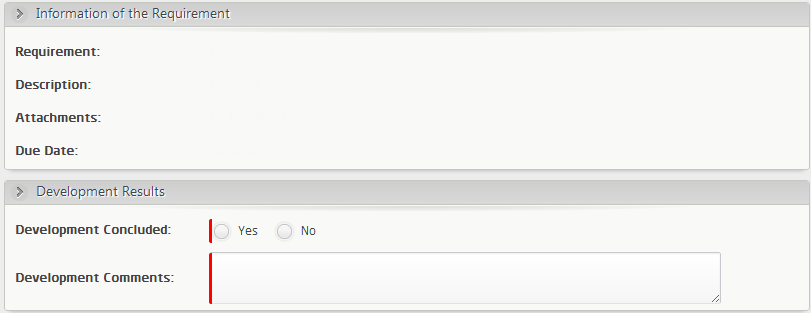 Information of the Requirement
Requirement:
Description:
Attachments:
Due Date:
Development Results
Development Concluded: Yes No
Development Comments: